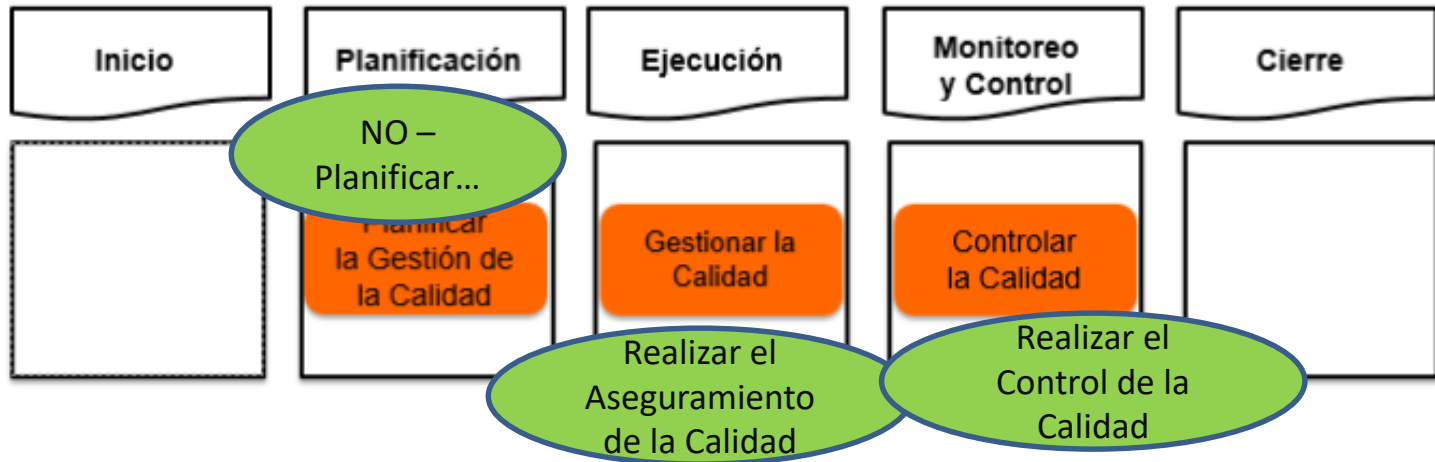 Inicio
Planificación
Ejecución
Monitoreo
y Control
Cierre
NO –
Planificar...
Planificar
la Gestión de
la Calidad
Gestionar la
Calidad
Controlar
la Calidad
Realizar el
Aseguramiento
de la Calidad
Realizar el
Control de la
Calidad